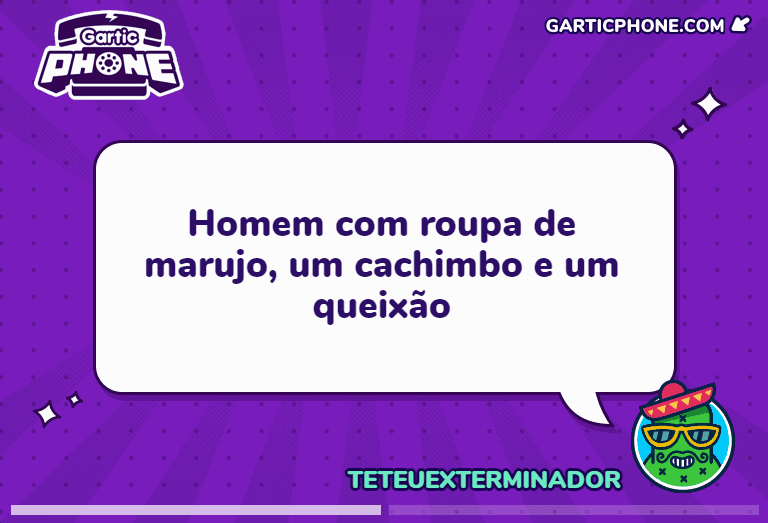 Gartic
PHONE
GARTICPHONE.COM
Homem com roupa de
marujo, um cachimbo e um
queixão
TETEUEXTERMINADOR